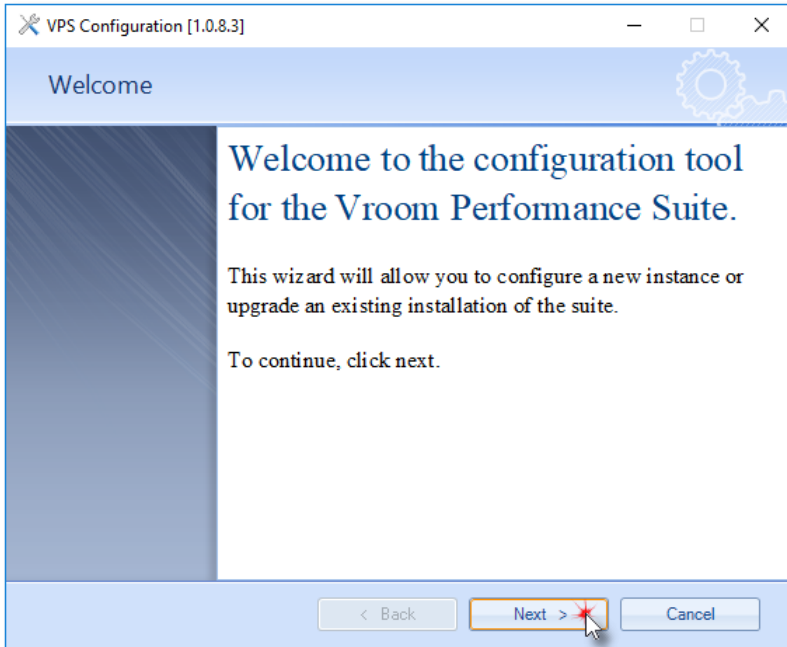 VPS Configuration [1.0.8.3]
Welcome
Welcome to the configuration tool
for the Vroom Performance Suite.
This wizard will allow you to configure a new instance or
upgrade an existing installation of the suite.
To continue, click next.
< Back
Next >
Cancel